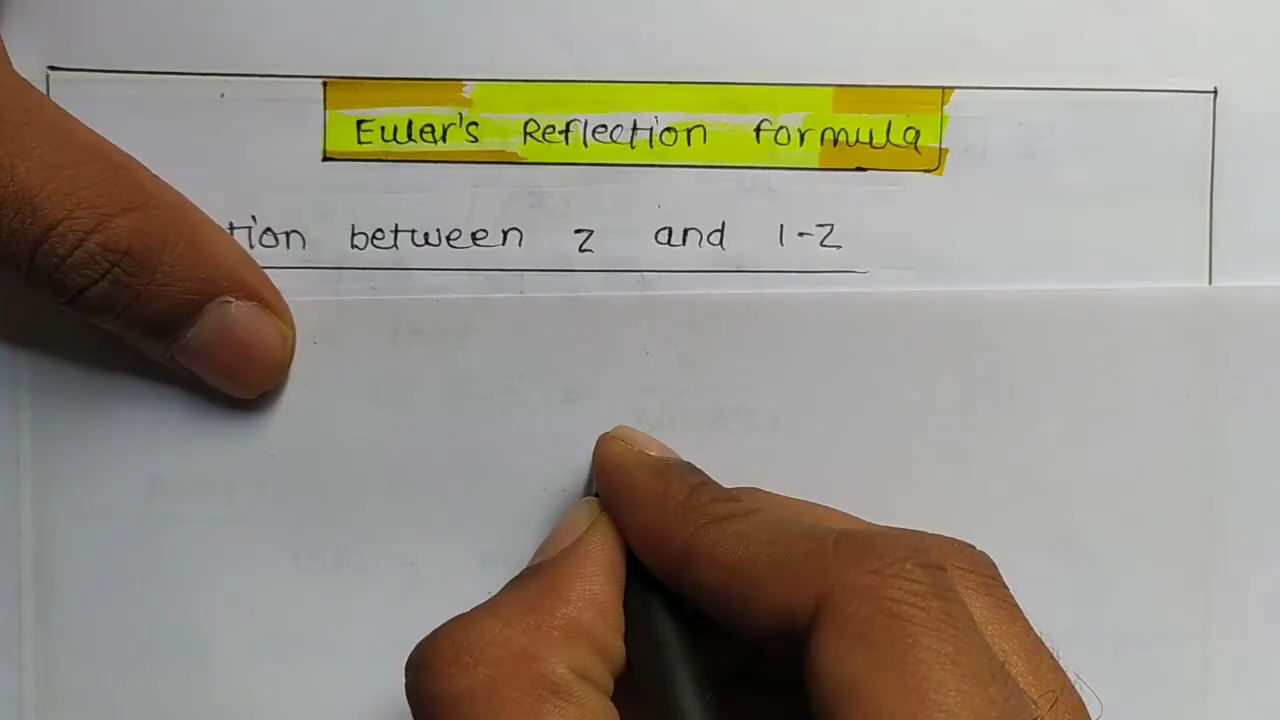 Euler's Reflection formula
tion between z and 1-z